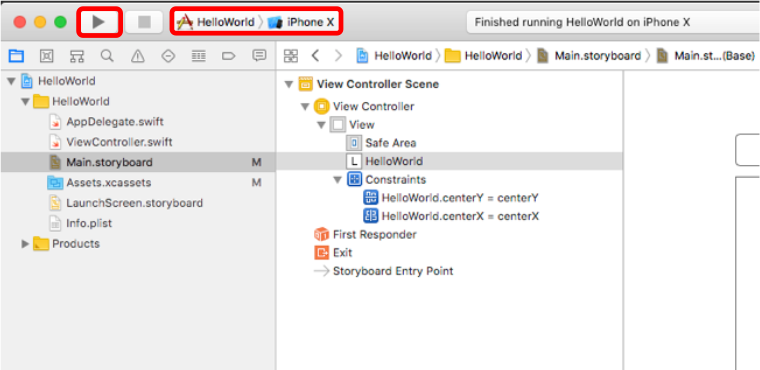 HelloWorld iPhone X Finished running HelloWorld on iPhone X
HelloWorld HelloWorld Main.storyboard Main.st...(Base)
HelloWorld
HelloWorld
AppDelegate.swift
ViewController.swift
Main.storyboard M
Assets.xcassets M
LaunchScreen.storyboard
Info.plist
Products
View Controller Scene
View Controller
View
Safe Area
L HelloWorld
Constraints
HelloWorld.centerY = centerY
HelloWorld.centerX = centerX
First Responder
Exit
Storyboard Entry Point